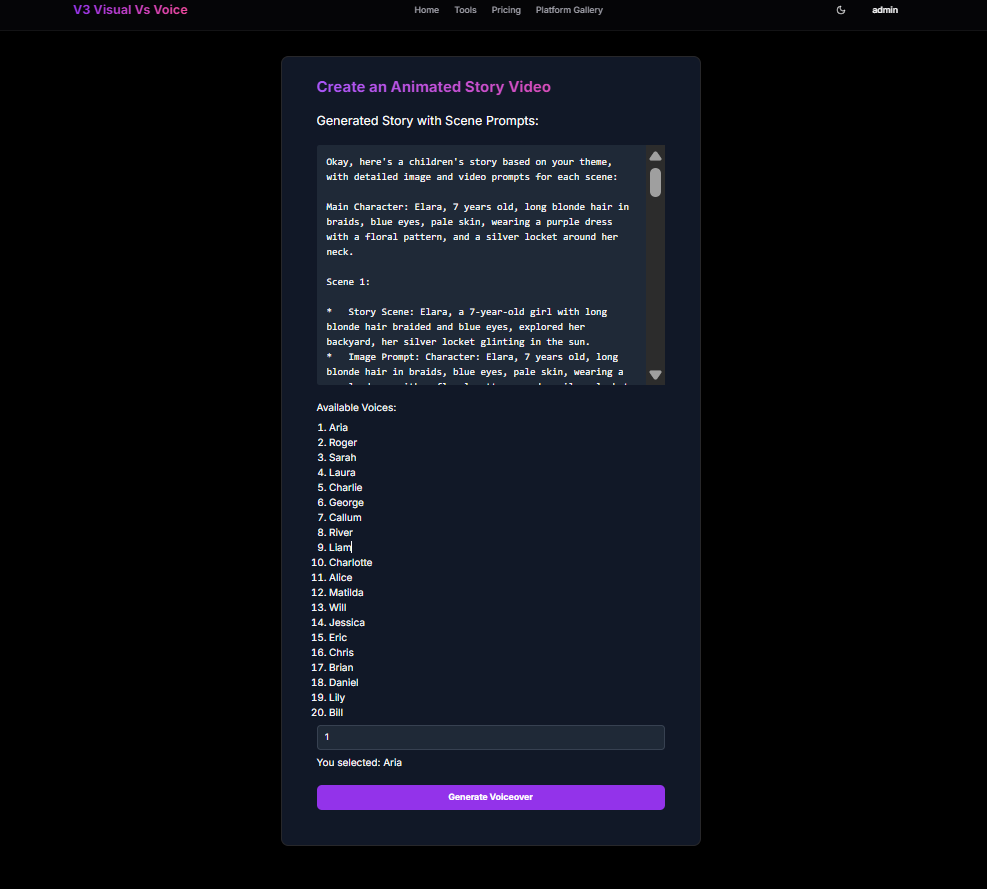 V3 Visual Vs Voice
Home Tools Pricing Platform Gallery
admin
Create an Animated Story Video
Generated Story with Scene Prompts:
Okay, here's a children's story based on your theme,
with detailed image and video prompts for each scene:
Main Character: Elara, 7 years old, long blonde hair in
braids, blue eyes, pale skin, wearing a purple dress
with a floral pattern, and a silver locket around her
neck.
Scene 1:
* Story Scene: Elara, a 7-year-old girl with long
blonde hair braided and blue eyes, explored her
backyard, her silver locket glinting in the sun.
* Image Prompt: Character: Elara, 7 years old, long
blonde hair in braids, blue eyes, pale skin, wearing a
Available Voices:
1. Aria
2. Roger
3. Sarah
4. Laura
5. Charlie
6. George
7. Callum
8. River
9. Liam
10. Charlotte
11. Alice
12. Matilda
13. Will
14. Jessica
15. Eric
16. Chris
17. Brian
18. Daniel
19. Lily
20. Bill
1
You selected: Aria
Generate Voiceover